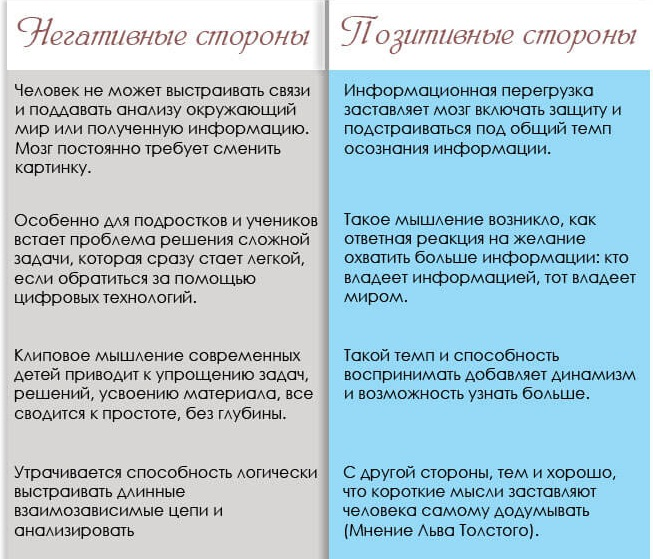 Негативные стороны
Позитивные стороны
Человек не может выстраивать связи
и поддавать анализу окружающий
мир или полученную информацию.
Мозг постоянно требует сменить
картинку.
Информационная перегрузка
заставляет мозг включать защиту и
подстраиваться под общий темп
осознания информации.
Особенно для подростков и учеников
встает проблема решения сложной
задачи, которая сразу стает легкой,
если обратиться за помощью
цифровых технологий.
Такое мышление возникло, как
ответная реакция на желание
охватить больше информации: кто
владеет информацией, тот владеет
миром.
Клиповое мышление современных
детей приводит к упрощению задач,
решений, усвоению материала, все
сводится к простоте, без глубины.
Такой темп и способность
воспринимать добавляет динамизм
и возможность узнать больше.
Утрачивается способность логически
выстраивать длинные
взаимозависимые цепи и
анализировать
С другой стороны, тем и хорошо,
что короткие мысли заставляют
человека самому додумывать
(Мнение Льва Толстого).